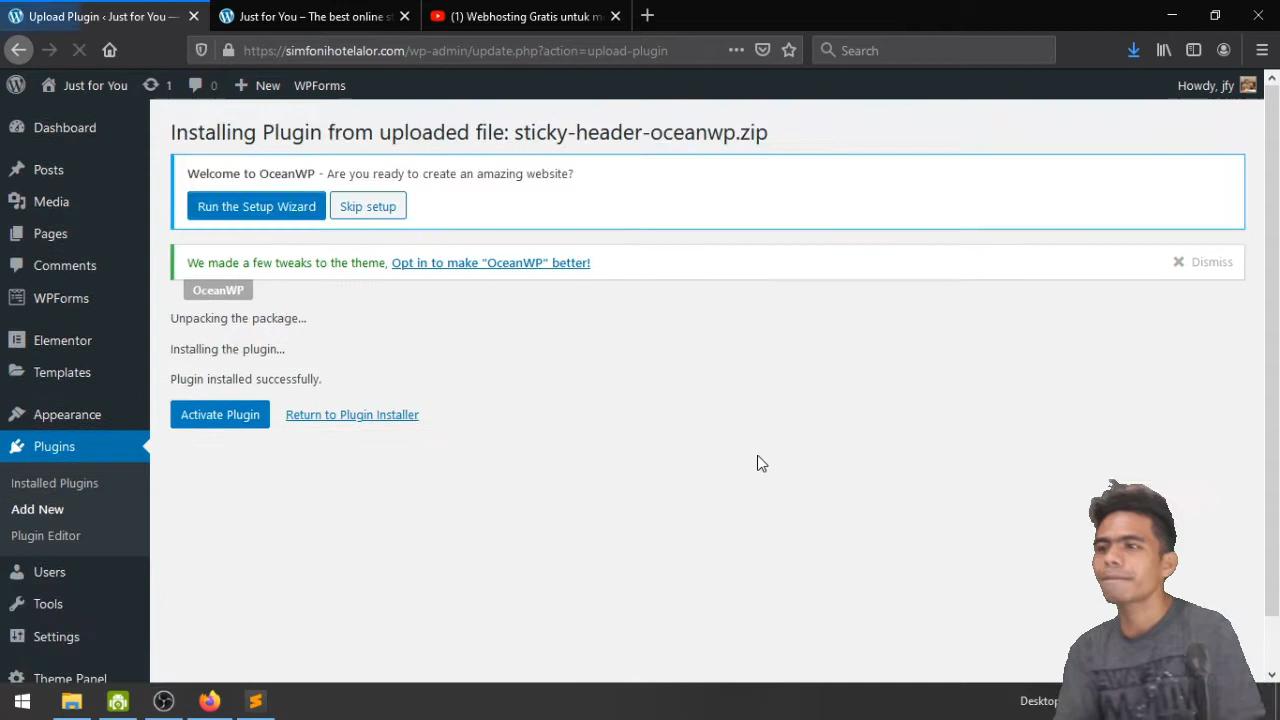 Upload Plugin ‹ Just for You —
Just for You – The best online st
(1) Webhosting Gratis untuk me
https://simfonihotelalor.com/wp-admin/update.php?action=upload-plugin
Search
Just for You
1
0
New
WPForms
Howdy, jfy
Dashboard
Posts
Media
Pages
Comments
WPForms
Elementor
Templates
Appearance
Plugins
Installed Plugins
Add New
Plugin Editor
Users
Tools
Settings
Theme Panel
Installing Plugin from uploaded file: sticky-header-oceanwp.zip
Welcome to OceanWP - Are you ready to create an amazing website?
Run the Setup Wizard
Skip setup
We made a few tweaks to the theme, Opt in to make "OceanWP" better!
Dismiss
OceanWP
Unpacking the package...
Installing the plugin...
Plugin installed successfully.
Activate Plugin
Return to Plugin Installer
Desktop